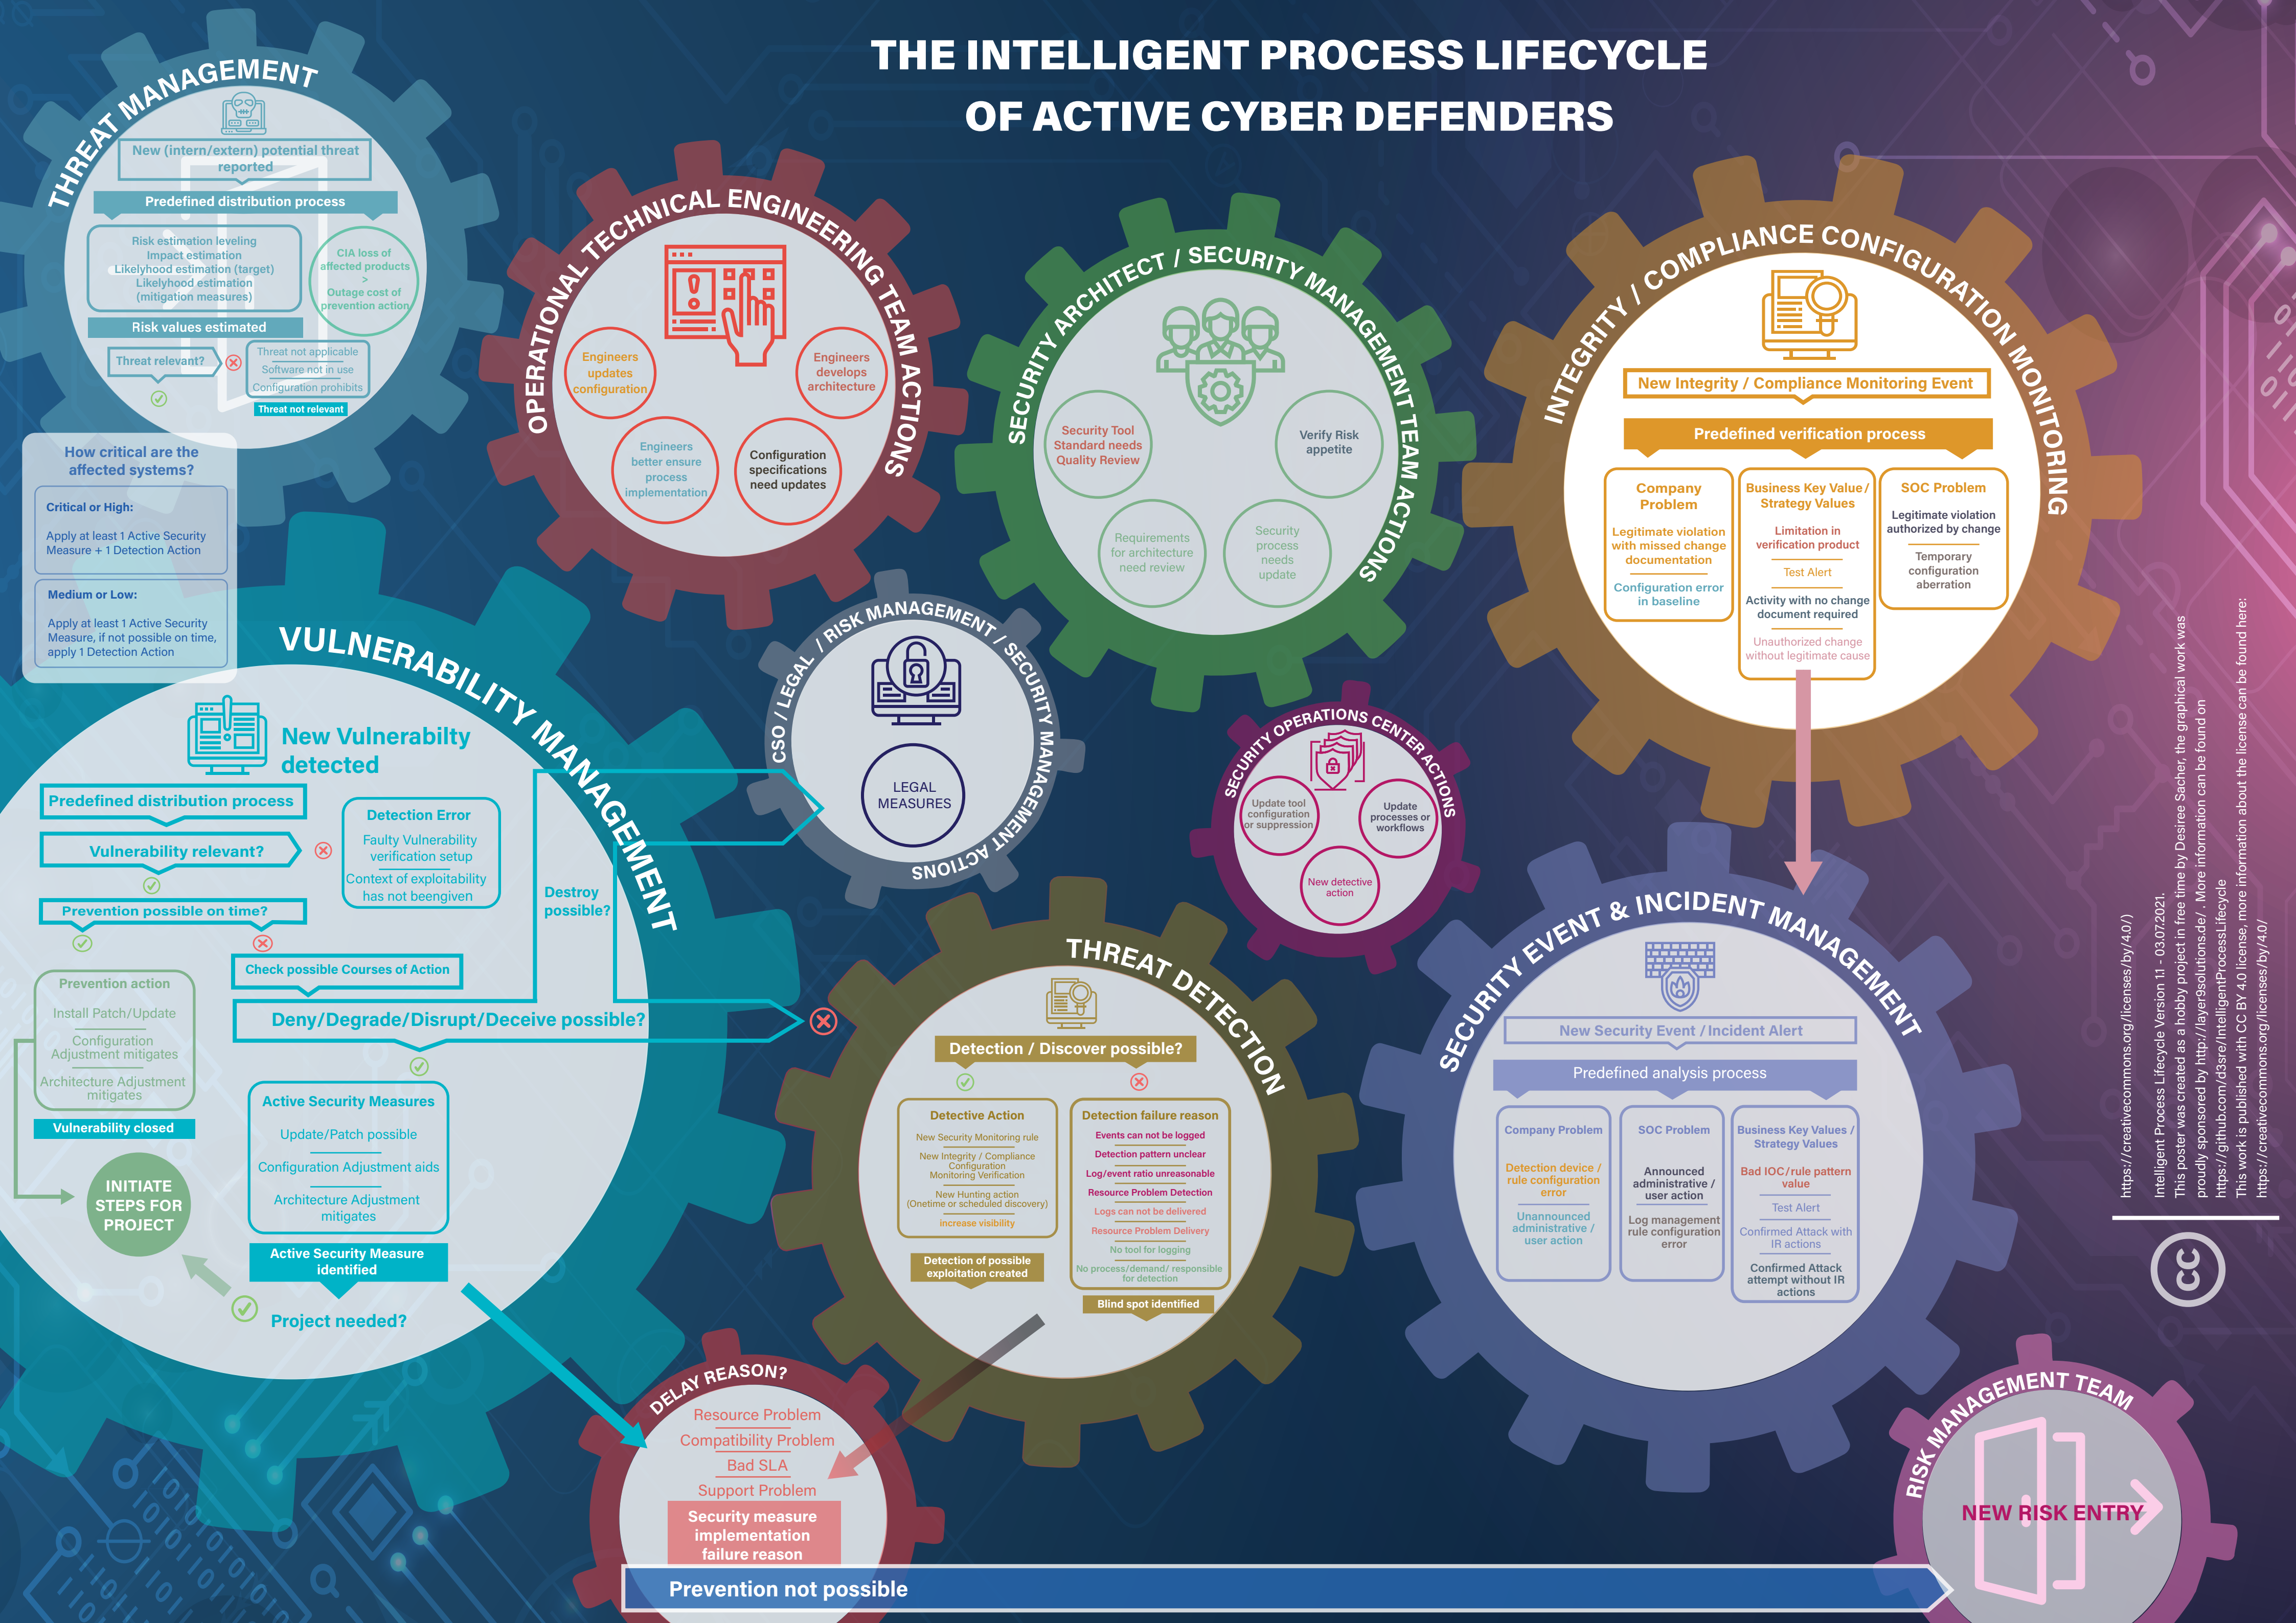 THE INTELLIGENT PROCESS LIFECYCLE
OF ACTIVE CYBER DEFENDERS
THREAT MANAGEMENT
New (intern/extern) potential threat
reported
Predefined distribution process
Risk estimation leveling
Impact estimation
Likelyhood estimation (target)
Likelyhood estimation
(mitigation measures)
CIA loss of
affected products
>
Outage cost of
prevention action
Risk values estimated
Threat relevant?
Threat not applicable
Software not in use
Configuration prohibits
Threat not relevant
How critical are the
affected systems?
Critical or High:
Apply at least 1 Active Security
Measure + 1 Detection Action
Medium or Low:
Apply at least 1 Active Security
Measure, if not possible on time,
apply 1 Detection Action
OPERATIONAL TECHNICAL ENGINEERING TEAM ACTIONS
Engineers
updates
configuration
Engineers
develops
architecture
Engineers
better ensure
process
implementation
Configuration
specifications
need updates
SECURITY ARCHITECT / SECURITY MANAGEMENT TEAM ACTIONS
Security Tool
Standard needs
Quality Review
Verify Risk
appetite
Requirements
for architecture
need review
Security
process
needs
update
INTEGRITY / COMPLIANCE CONFIGURATION MONITORING
New Integrity / Compliance Monitoring Event
Predefined verification process
Company
Problem
Legitimate violation
with missed change
documentation
Configuration error
in baseline
Business Key Value /
Strategy Values
Limitation in
verification product
Test Alert
Activity with no change
document required
Unauthorized change
without legitimate cause
SOC Problem
Legitimate violation
authorized by change
Temporary
configuration
aberration
VULNERABILITY MANAGEMENT
New Vulnerabilty
detected
Predefined distribution process
Vulnerability relevant?
Detection Error
Faulty Vulnerability
verification setup
Context of exploitability
has not beengiven
Prevention possible on time?
Check possible Courses of Action
Deny/Degrade/Disrupt/Deceive possible?
Destroy
possible?
Prevention action
Install Patch/Update
Configuration
Adjustment mitigates
Architecture Adjustment
mitigates
Vulnerability closed
INITIATE
STEPS FOR
PROJECT
Active Security Measures
Update/Patch possible
Configuration Adjustment aids
Architecture Adjustment
mitigates
Active Security Measure
identified
Project needed?
CSO / LEGAL / RISK MANAGEMENT / SECURITY MANAGEMENT ACTIONS
LEGAL
MEASURES
SECURITY OPERATIONS CENTER ACTIONS
Update tool
configuration
or suppression
Update
processes or
workflows
New detective
action
THREAT DETECTION
Detection / Discover possible?
Detective Action
New Security Monitoring rule
New Integrity / Compliance
Configuration
Monitoring Verification
New Hunting action
(Onetime or scheduled discovery)
increase visibility
Detection of possible
exploitation created
Detection failure reason
Events can not be logged
Detection pattern unclear
Log/event ratio unreasonable
Resource Problem Detection
Logs can not be delivered
Resource Problem Delivery
No tool for logging
No process/demand/ responsible
for detection
Blind spot identified
SECURITY EVENT & INCIDENT MANAGEMENT
New Security Event / Incident Alert
Predefined analysis process
Company Problem
Detection device /
rule configuration
error
Unannounced
administrative /
user action
SOC Problem
Announced
administrative /
user action
Log management
rule configuration
error
Business Key Values /
Strategy Values
Bad IOC/rule pattern
value
Test Alert
Confirmed Attack with
IR actions
Confirmed Attack
attempt without IR
actions
DELAY REASON?
Resource Problem
Compatibility Problem
Bad SLA
Support Problem
Security measure
implementation
failure reason
Prevention not possible
RISK MANAGEMENT TEAM
NEW RISK ENTRY
https://creativecommons.org/licenses/by/4.0/)
Intelligent Process Lifecycle Version 1.1 - 03.07.2021.
This poster was created as a hobby project in free time by Desiree Sacher, the graphical work was
proudly sponsored by http://layer9solutions.de/ . More information can be found on
https://github.com/d3sre/IntelligentProcessLifecycle
This work is published with CC BY 4.0 license, more information about the license can be found here:
https://creativecommons.org/licenses/by/4.0/
cc